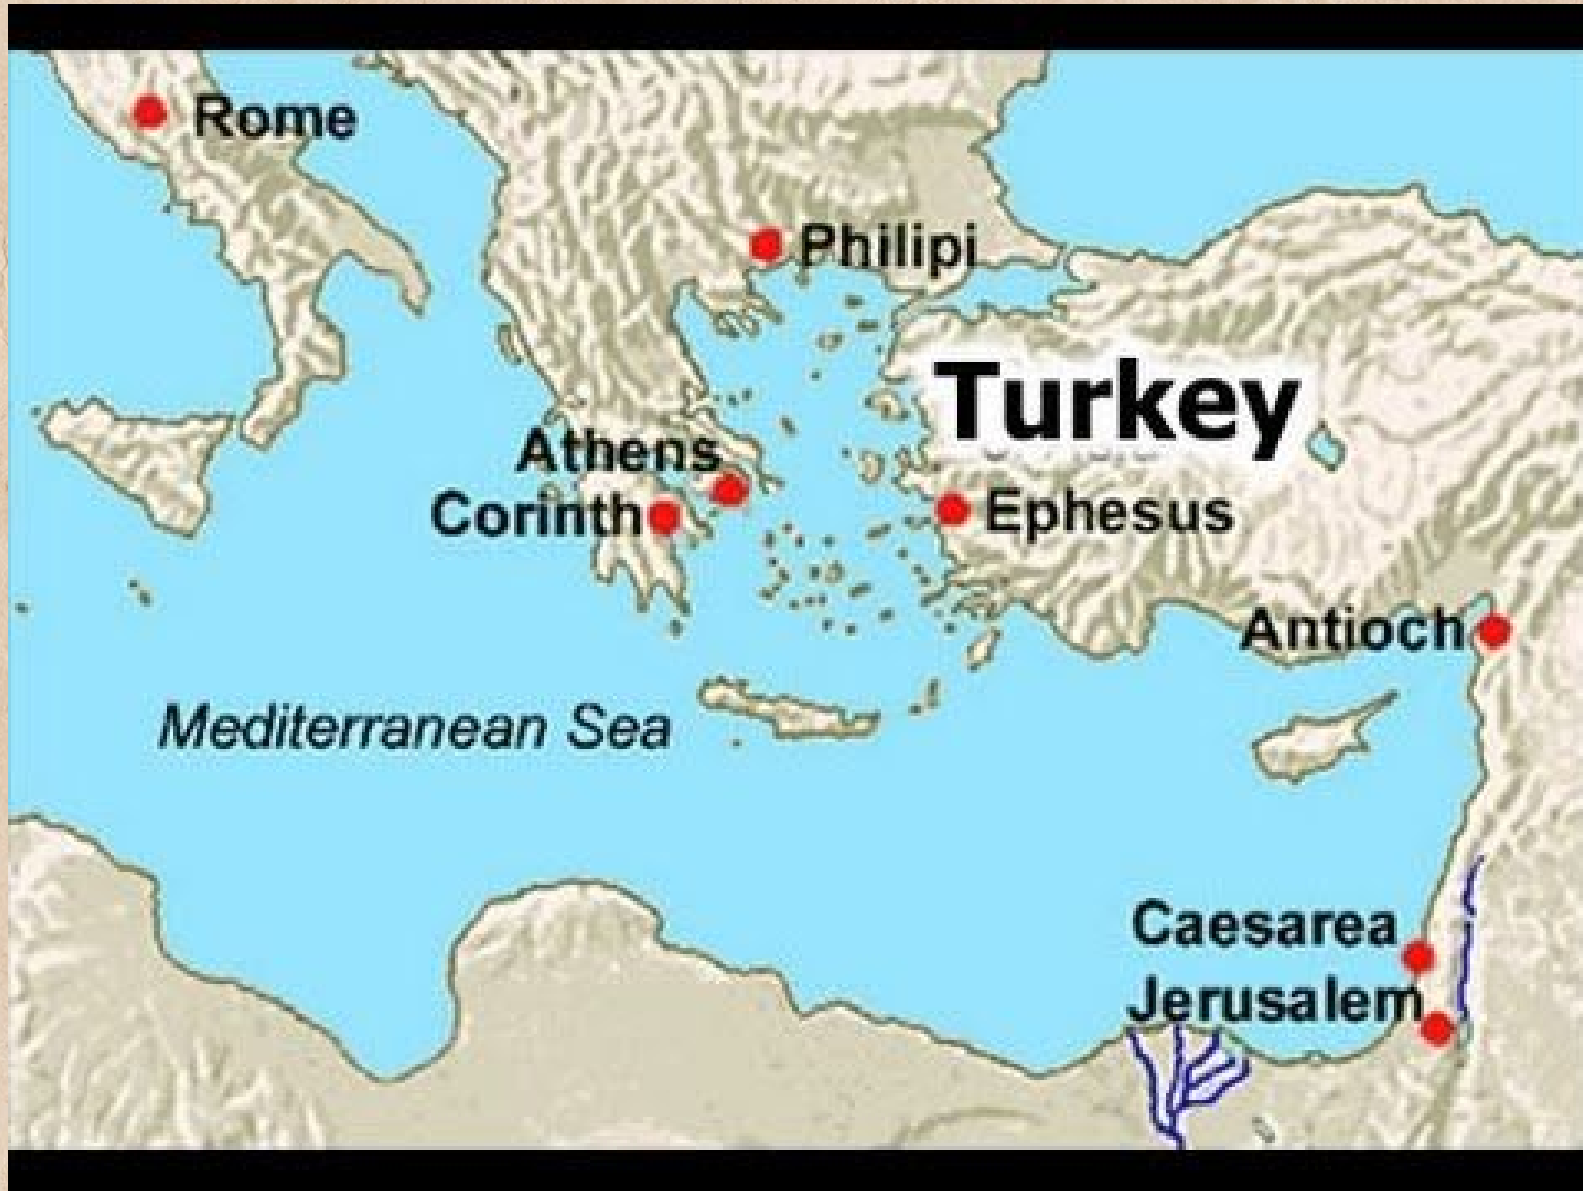 Rome
Philipi
Turkey
Athens
Corinth
Ephesus
Antioch
Mediterranean Sea
Caesarea
Jerusalem